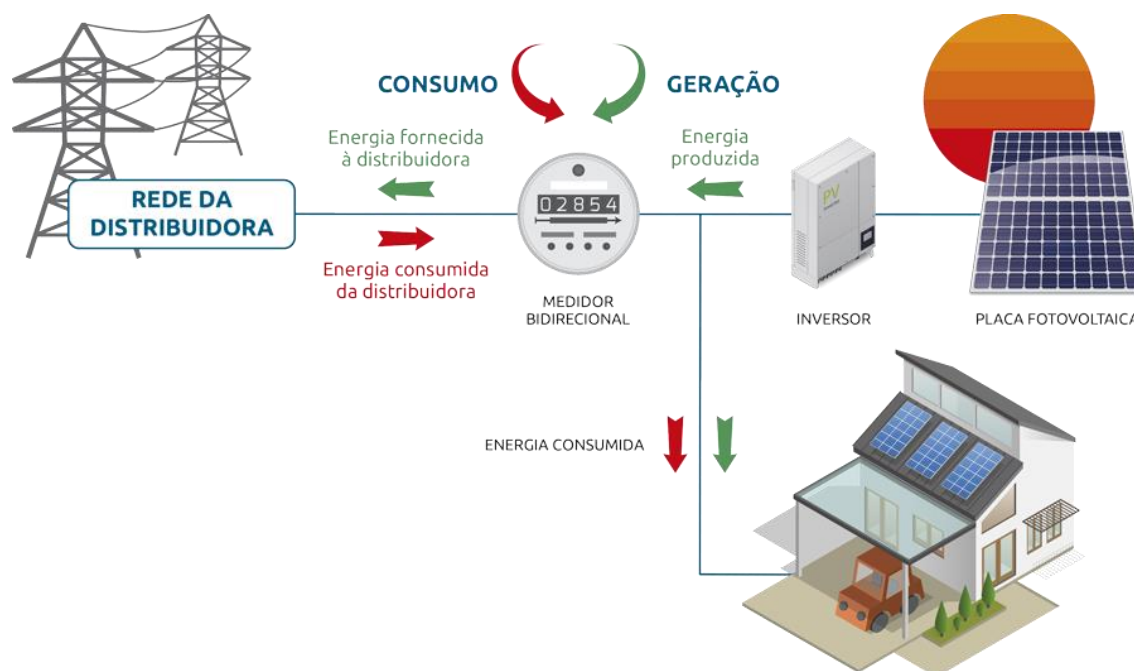 CONSUMO
GERAÇÃO
Energia fornecida
à distribuidora
Energia
produzida
REDE DA
DISTRIBUIDORA
02854
PV
Energia consumida
da distribuidora
MEDIDOR
BIDIRECIONAL
INVERSOR
PLACA FOTOVOLTAICA
ENERGIA CONSUMIDA